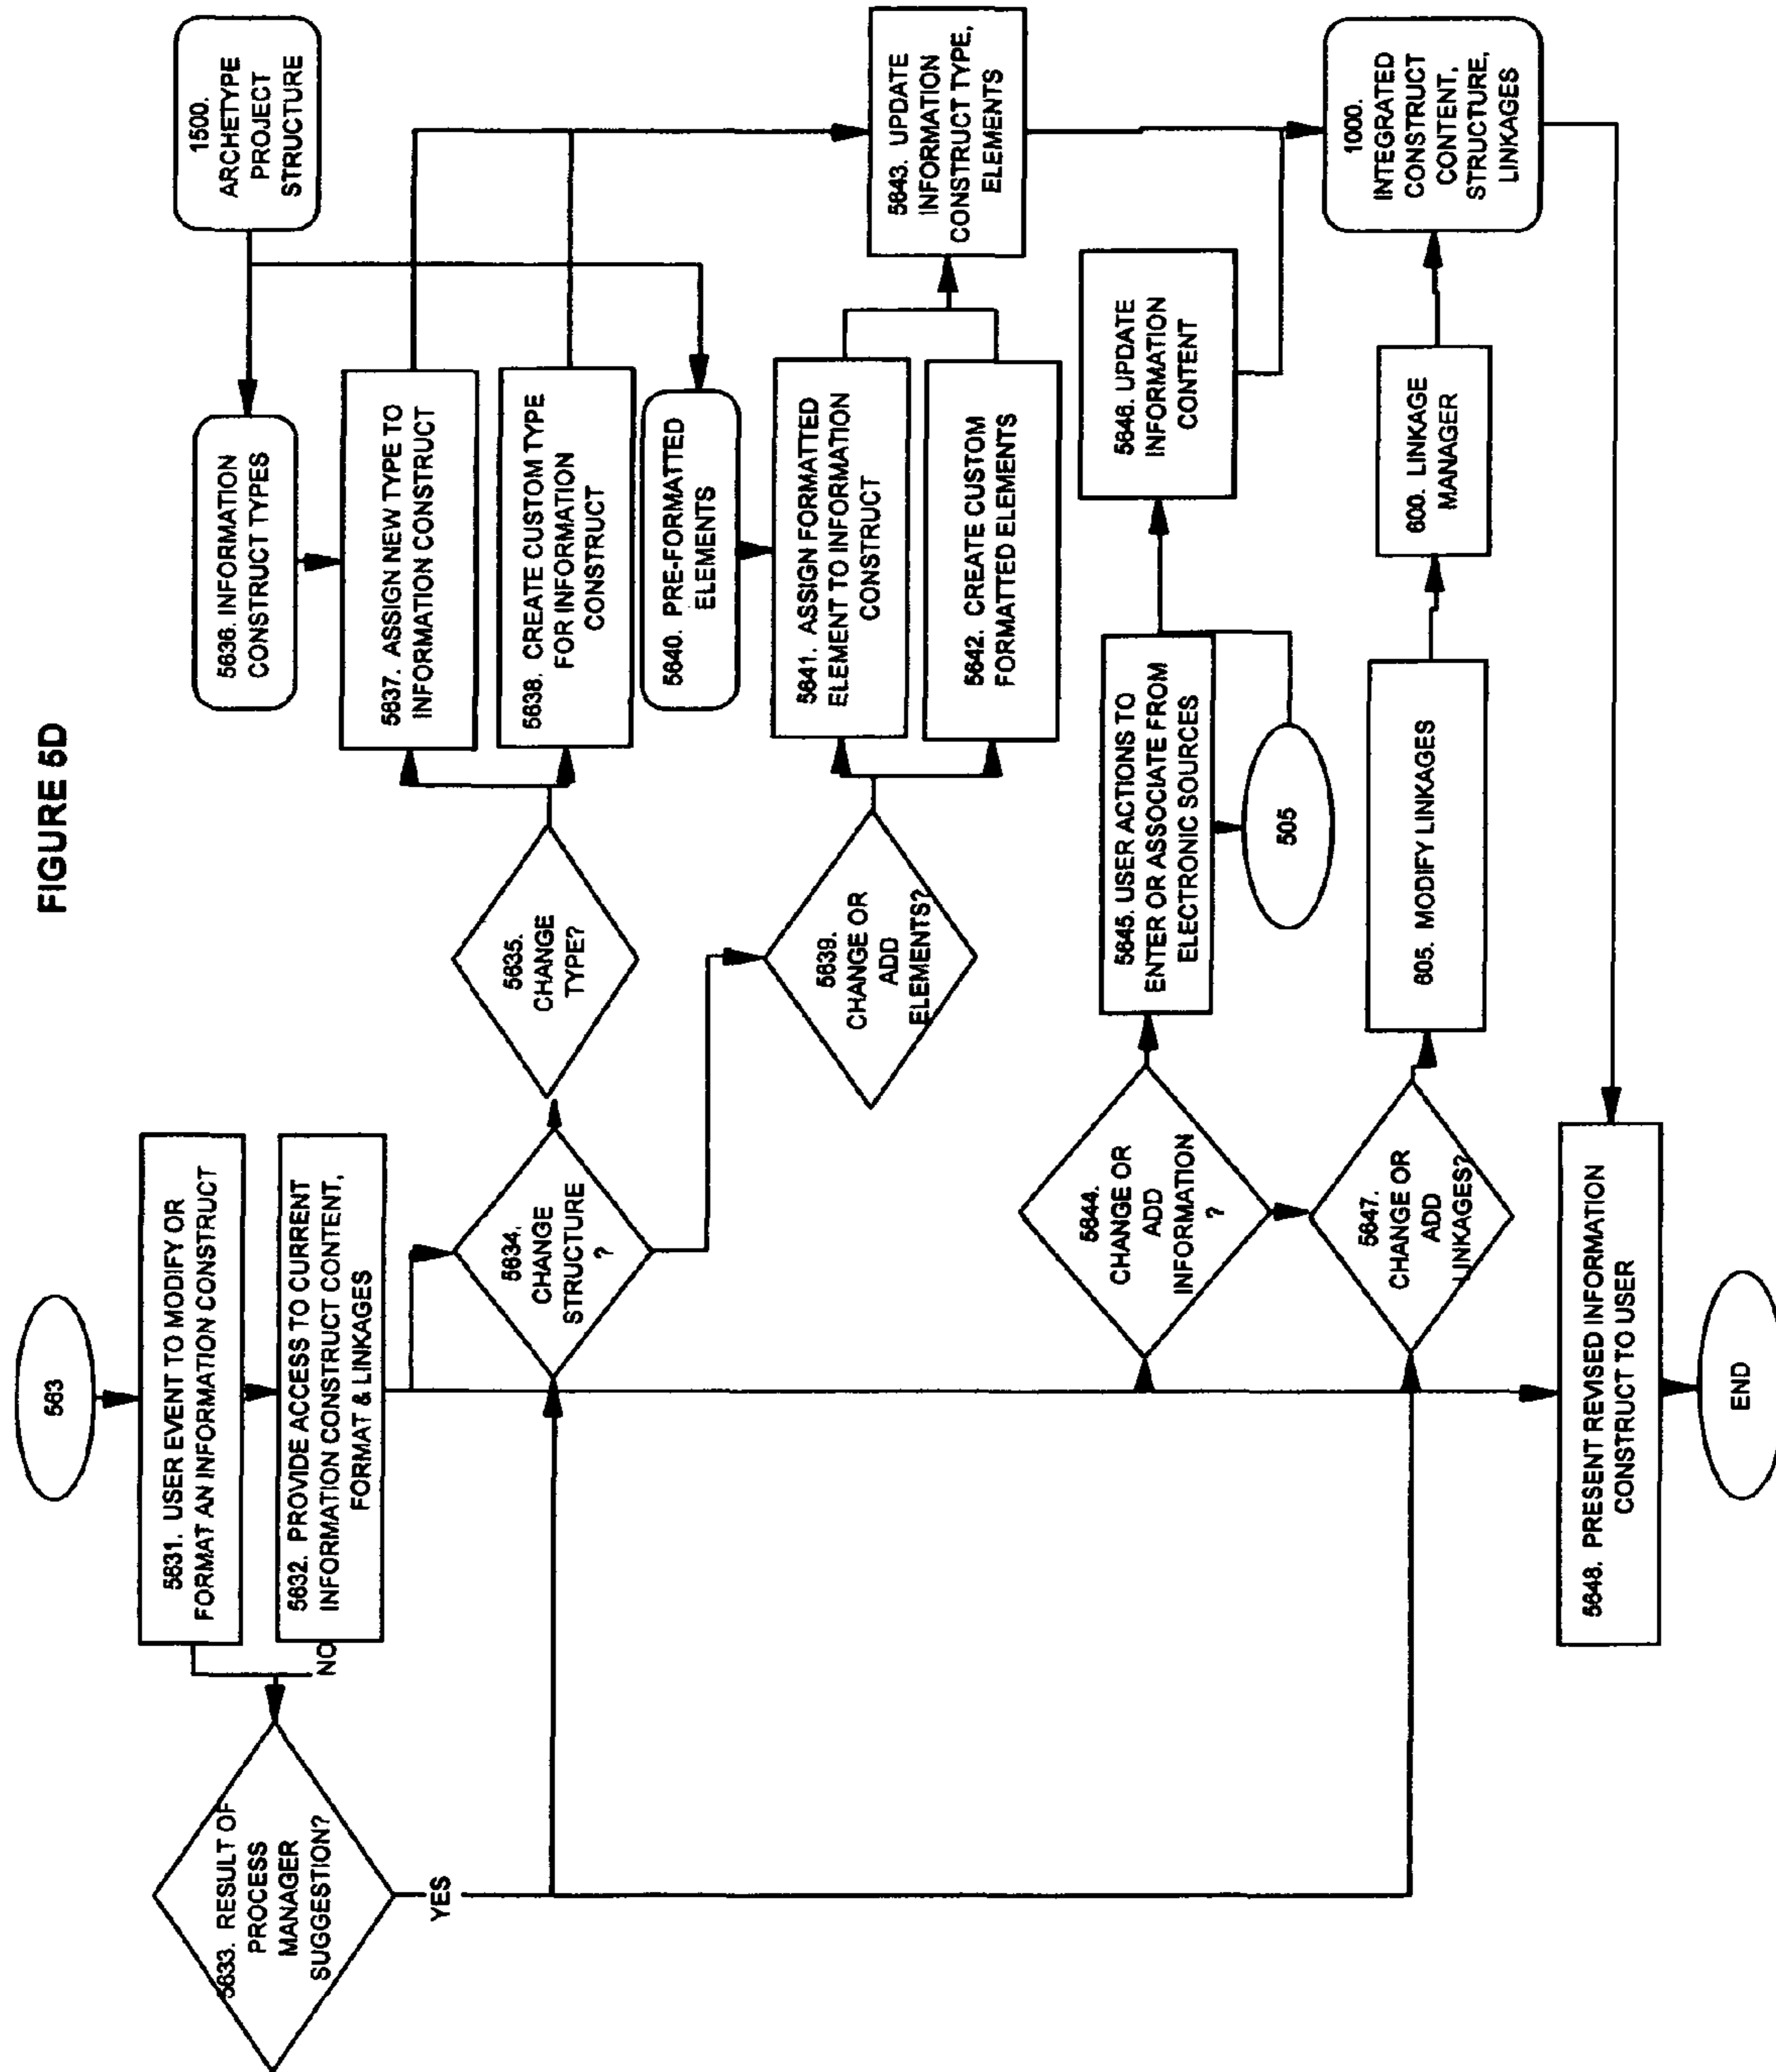 FIGURE 5D
563
5631. USER EVENT TO MODIFY OR
FORMAT AN INFORMATION CONSTRUCT
5632. PROVIDE ACCESS TO CURRENT
INFORMATION CONSTRUCT CONTENT,
FORMAT & LINKAGES
NO
5633. RESULT OF
PROCESS
MANAGER
SUGGESTION?
YES
5634.
CHANGE
STRUCTURE
?
5635.
CHANGE
TYPE?
5636. INFORMATION
CONSTRUCT TYPES
1500.
ARCHETYPE
PROJECT
STRUCTURE
5637. ASSIGN NEW TYPE TO
INFORMATION CONSTRUCT
5638. CREATE CUSTOM TYPE
FOR INFORMATION
CONSTRUCT
5639.
CHANGE OR
ADD
ELEMENTS?
5640. PRE-FORMATTED
ELEMENTS
5641. ASSIGN FORMATTED
ELEMENT TO INFORMATION
CONSTRUCT
5642. CREATE CUSTOM
FORMATTED ELEMENTS
5643. UPDATE
INFORMATION
CONSTRUCT TYPE,
ELEMENTS
5644.
CHANGE OR
ADD
INFORMATION
?
5645. USER ACTIONS TO
ENTER OR ASSOCIATE FROM
ELECTRONIC SOURCES
505
5646. UPDATE
INFORMATION
CONTENT
5647.
CHANGE OR
ADD
LINKAGES?
605. MODIFY LINKAGES
600. LINKAGE
MANAGER
1000.
INTEGRATED
CONSTRUCT
CONTENT,
STRUCTURE,
LINKAGES
5648. PRESENT REVISED INFORMATION
CONSTRUCT TO USER
END